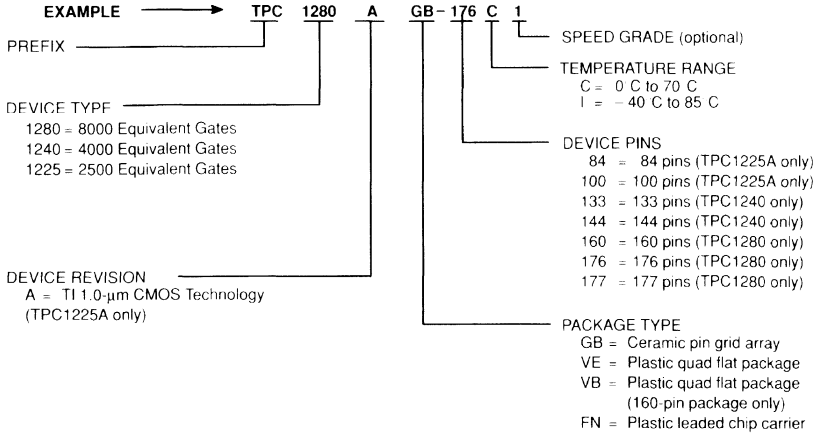 EXAMPLE TPC 1280 A GB-176 C 1
PREFIX
DEVICE TYPE
1280 = 8000 Equivalent Gates
1240 = 4000 Equivalent Gates
1225 = 2500 Equivalent Gates
DEVICE REVISION
A = TI 1.0-μm CMOS Technology
(TPC1225A only)
SPEED GRADE (optional)
TEMPERATURE RANGE
C = 0°C to 70°C
I = −40°C to 85°C
DEVICE PINS
84 = 84 pins (TPC1225A only)
100 = 100 pins (TPC1225A only)
133 = 133 pins (TPC1240 only)
144 = 144 pins (TPC1240 only)
160 = 160 pins (TPC1280 only)
176 = 176 pins (TPC1280 only)
177 = 177 pins (TPC1280 only)
PACKAGE TYPE
GB = Ceramic pin grid array
VE = Plastic quad flat package
VB = Plastic quad flat package
(160-pin package only)
FN = Plastic leaded chip carrier